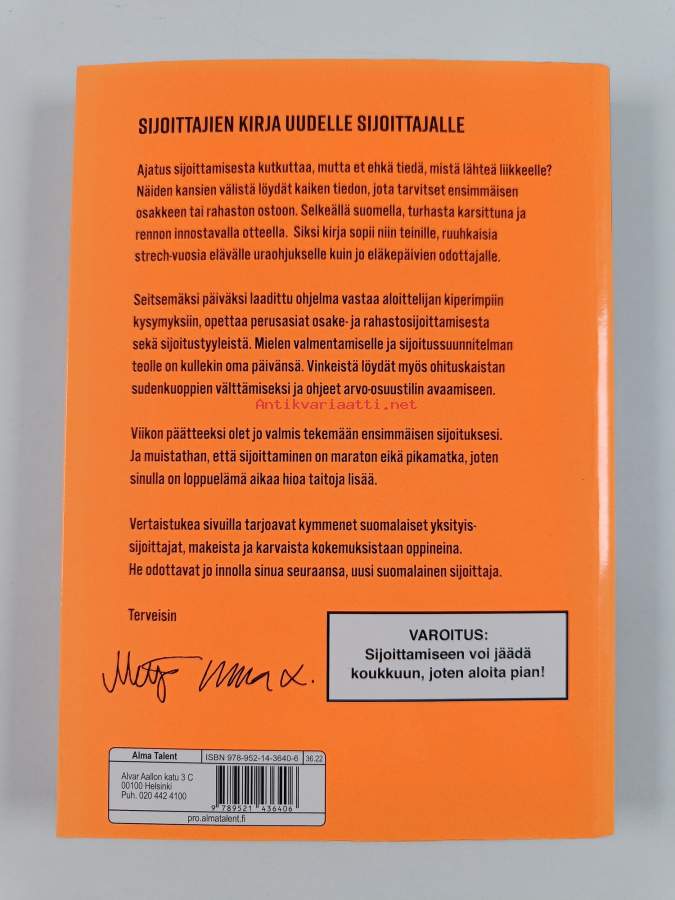 SIJOITTAJIEN KIRJA UUDELLE SIJOITTAJALLE
Ajatus sijoittamisesta kutkuttaa, mutta et ehkä tiedä, mistä lähteä liikkeelle?
Näiden kansien välistä löydät kaiken tiedon, jota tarvitset ensimmäisen
osakkeen tai rahaston ostoon. Selkeällä suomella, turhasta karsittuna ja
rennon innostavalla otteella. Siksi kirja sopii niin teinille, ruuhkaisia
strech-vuosia elävälle uraohjukselle kuin jo eläkepäivien odottajalle.
Seitsemäksi päiväksi laadittu ohjelma vastaa aloittelijan kiperimpiin
kysymyksiin, opettaa perusasiat osake- ja rahastosijoittamisesta
sekä sijoitustyyleistä. Mielen valmentamiselle ja sijoitussuunnitelman
teolle on kullekin oma päivänsä. Vinkeistä löydät myös ohituskaistan
sudenkuoppien välttämiseksi ja ohjeet arvo-osuustilin avaamiseen.
Antikvariaatti.net
Viikon päätteeksi olet jo valmis tekemään ensimmäisen sijoituksesi.
Ja muistathan, että sijoittaminen on maraton eikä pikamatka, joten
sinulla on loppuelämä aikaa hioa taitoja lisää.
Vertaistukea sivuilla tarjoavat kymmenet suomalaiset yksityis-
sijoittajat, makeista ja karvaista kokemuksistaan oppineina.
He odottavat jo innolla sinua seuraansa, uusi suomalainen sijoittaja.
Terveisin
VAROITUS:
Sijoittamiseen voi jäädä
koukkuun, joten aloita pian!
Alma Talent
ISBN 978-952-14-3640-6
36.22
Alvar Aallon katu 3 C
00100 Helsinki
Puh. 020 442 4100
9 789521 436406
pro.almatalent.fi